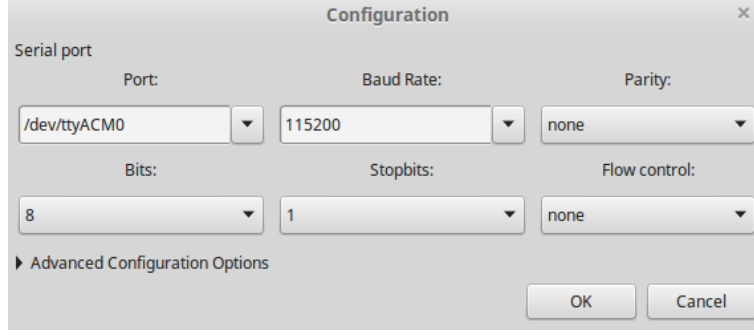 Configuration
Serial port
Port: Baud Rate: Parity:
/dev/ttyACM0 115200 none
Bits: Stopbits: Flow control:
8 1 none
Advanced Configuration Options
OK Cancel